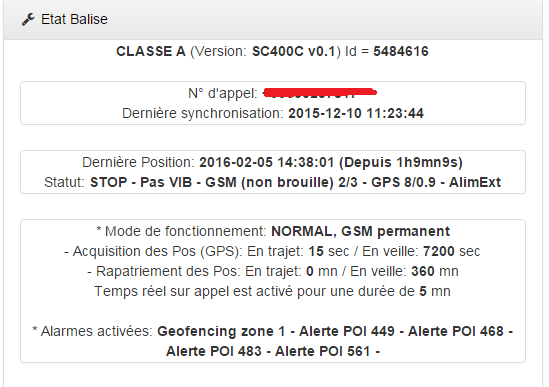 Etat Balise
CLASSE A (Version: SC400C v0.1) Id = 5484616
N° d'appel:
Dernière synchronisation: 2015-12-10 11:23:44
Dernière Position: 2016-02-05 14:38:01 (Depuis 1h9mn9s)
Statut: STOP - Pas VIB - GSM (non brouille) 2/3 - GPS 8/0.9 - AlimExt
* Mode de fonctionnement: NORMAL, GSM permanent
- Acquisition des Pos (GPS): En trajet: 15 sec / En veille: 7200 sec
- Rapatriement des Pos: En trajet: 0 mn / En veille: 360 mn
Temps réel sur appel est activé pour une durée de 5 mn
* Alarmes activées: Geofencing zone 1 - Alerte POI 449 - Alerte POI 468 -
Alerte POI 483 - Alerte POI 561 -